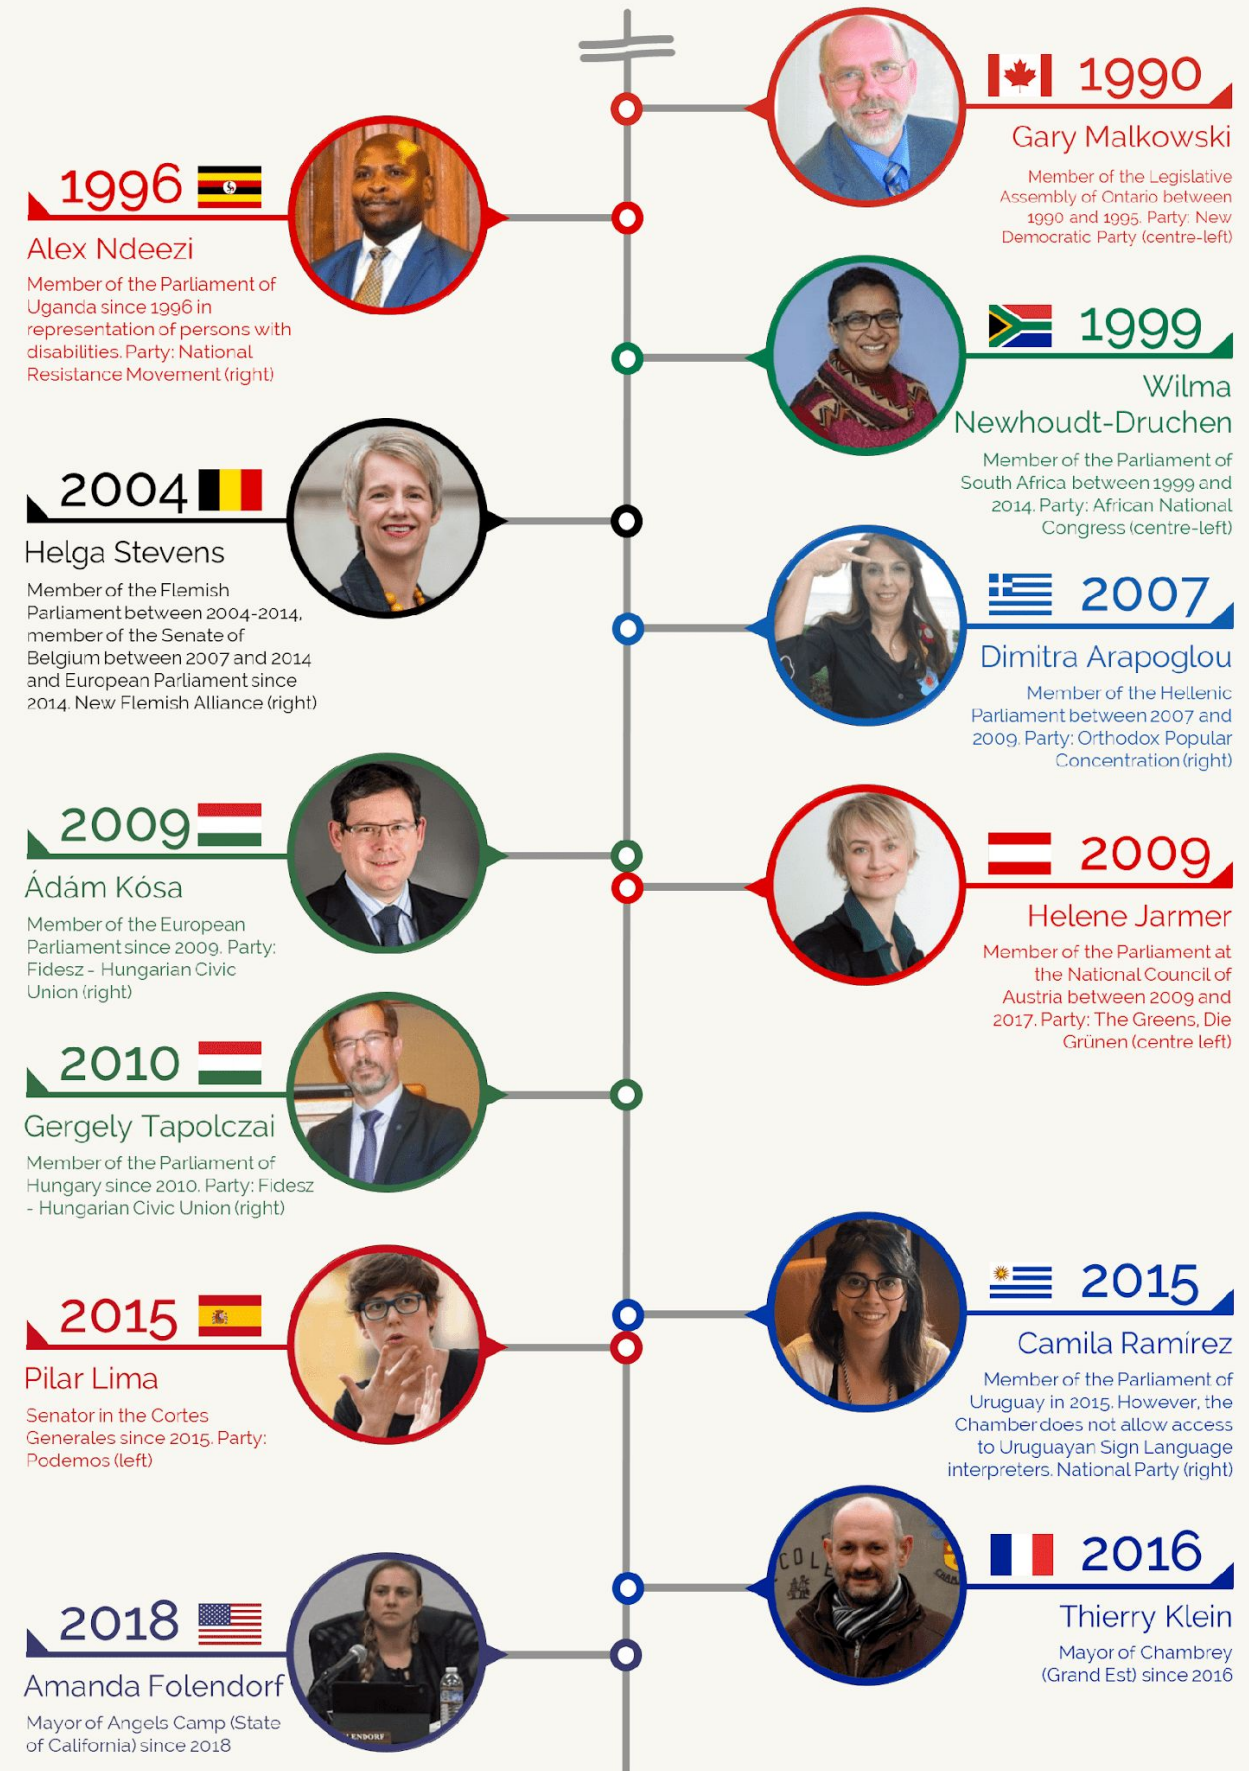 1990
Gary Malkowski
Member of the Legislative
Assembly of Ontario between
1990 and 1995. Party: New
Democratic Party (centre-left)
1996
Alex Ndeezi
Member of the Parliament of
Uganda since 1996 in
representation of persons with
disabilities. Party: National
Resistance Movement (right)
1999
Wilma
Newhoudt-Druchen
Member of the Parliament of
South Africa between 1999 and
2014. Party: African National
Congress (centre-left)
2004
Helga Stevens
Member of the Flemish
Parliament between 2004-2014,
member of the Senate of
Belgium between 2007 and 2014
and European Parliament since
2014. New Flemish Alliance (right)
2007
Dimitra Arapoglou
Member of the Hellenic
Parliament between 2007 and
2009. Party: Orthodox Popular
Concentration (right)
2009
Ádám Kósa
Member of the European
Parliament since 2009. Party:
Fidesz - Hungarian Civic
Union (right)
2009
Helene Jarmer
Member of the Parliament at
the National Council of
Austria between 2009 and
2017. Party: The Greens, Die
Grünen (centre left)
2010
Gergely Tapolczai
Member of the Parliament of
Hungary since 2010. Party: Fidesz
- Hungarian Civic Union (right)
2015
Camila Ramírez
Member of the Parliament of
Uruguay in 2015. However, the
Chamber does not allow access
to Uruguayan Sign Language
interpreters. National Party (right)
2015
Pilar Lima
Senator in the Cortes
Generales since 2015. Party:
Podemos (left)
COLE
2016
Thierry Klein
Mayor of Chambrey
(Grand Est) since 2016
2018
Amanda Folendorf
Mayor of Angels Camp (State
of California) since 2018
LENDORF